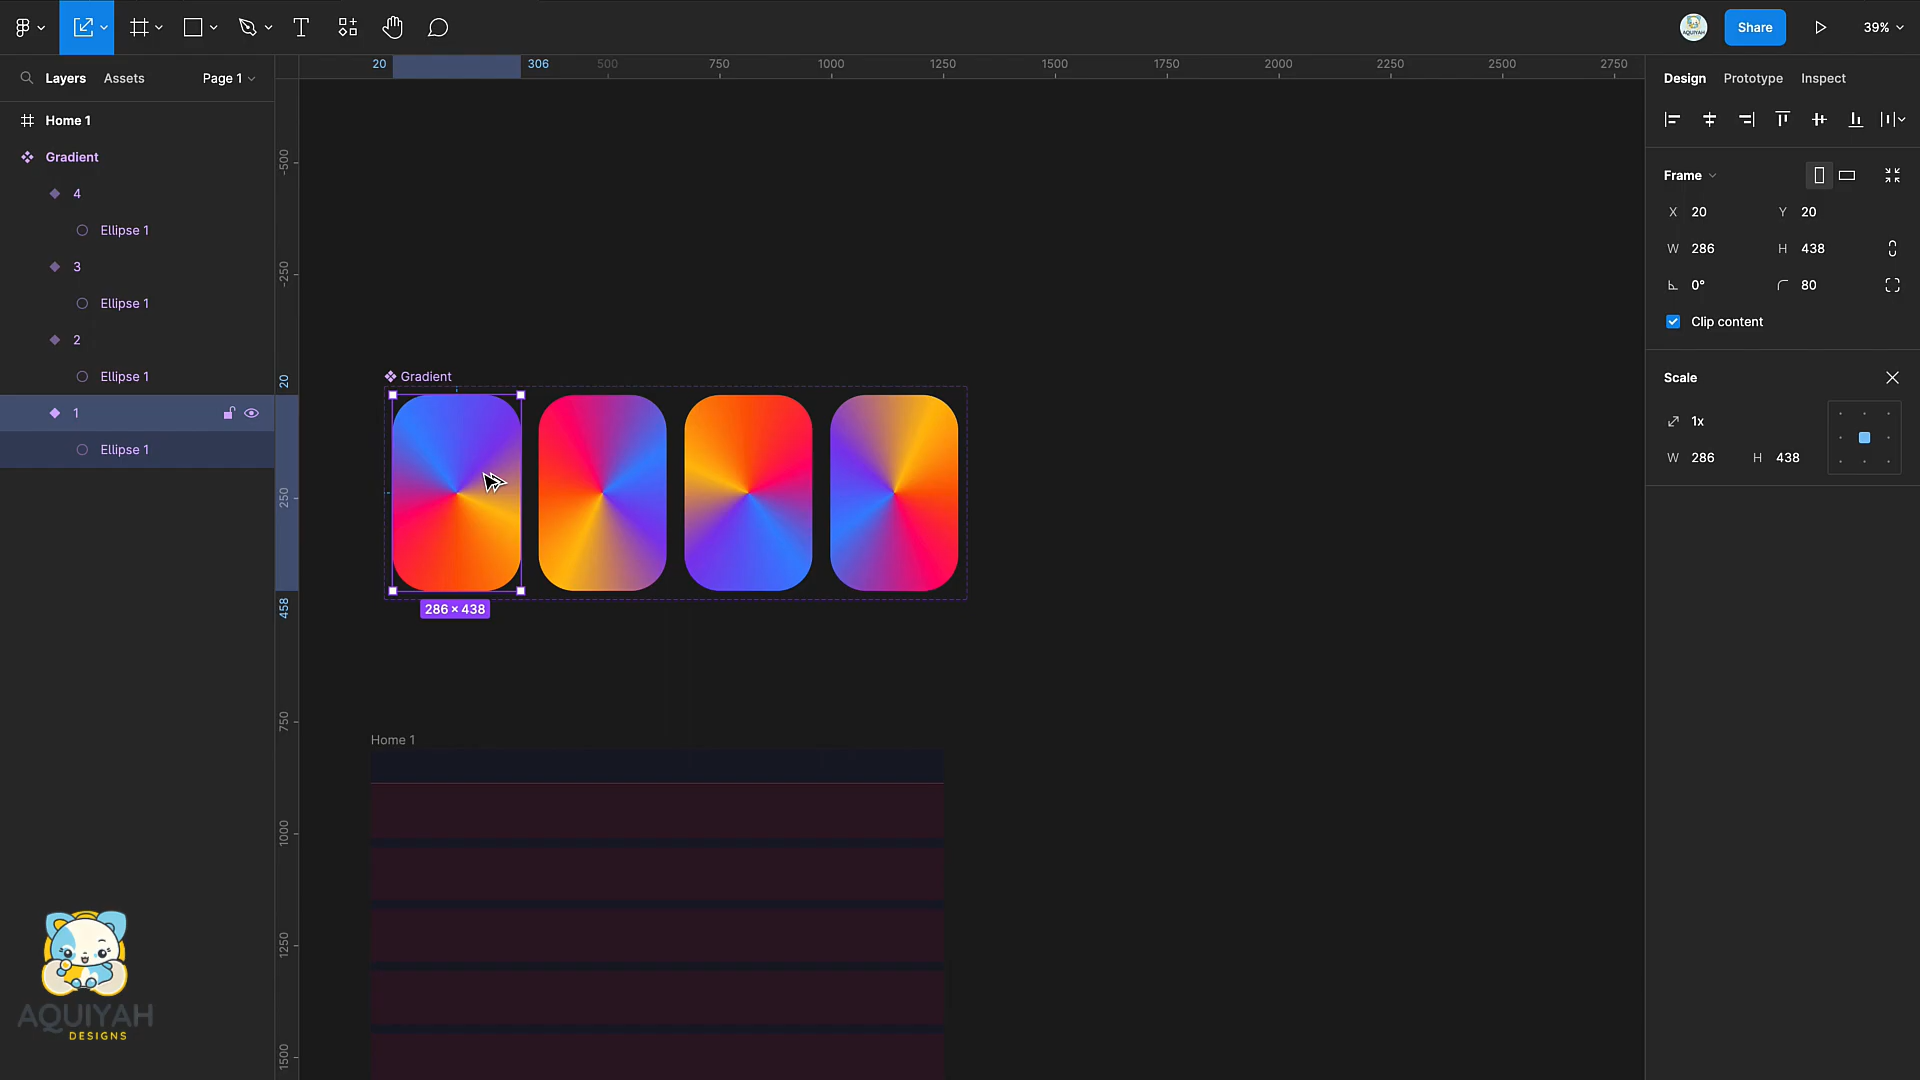 Share
39%
Layers
Assets
Page 1
Design
Prototype
Inspect
20
306
500
750
1000
1250
1500
1750
2000
2250
2500
2750
Home 1
Gradient
4
Ellipse 1
3
Ellipse 1
2
Ellipse 1
1
Ellipse 1
-500
-250
20
250
458
750
1000
1250
1500
Gradient
286 × 438
Home 1
Frame
X 20
Y 20
W 286
H 438
0°
80
Clip content
Scale
1x
W 286
H 438
AQUIYAH
DESIGNS